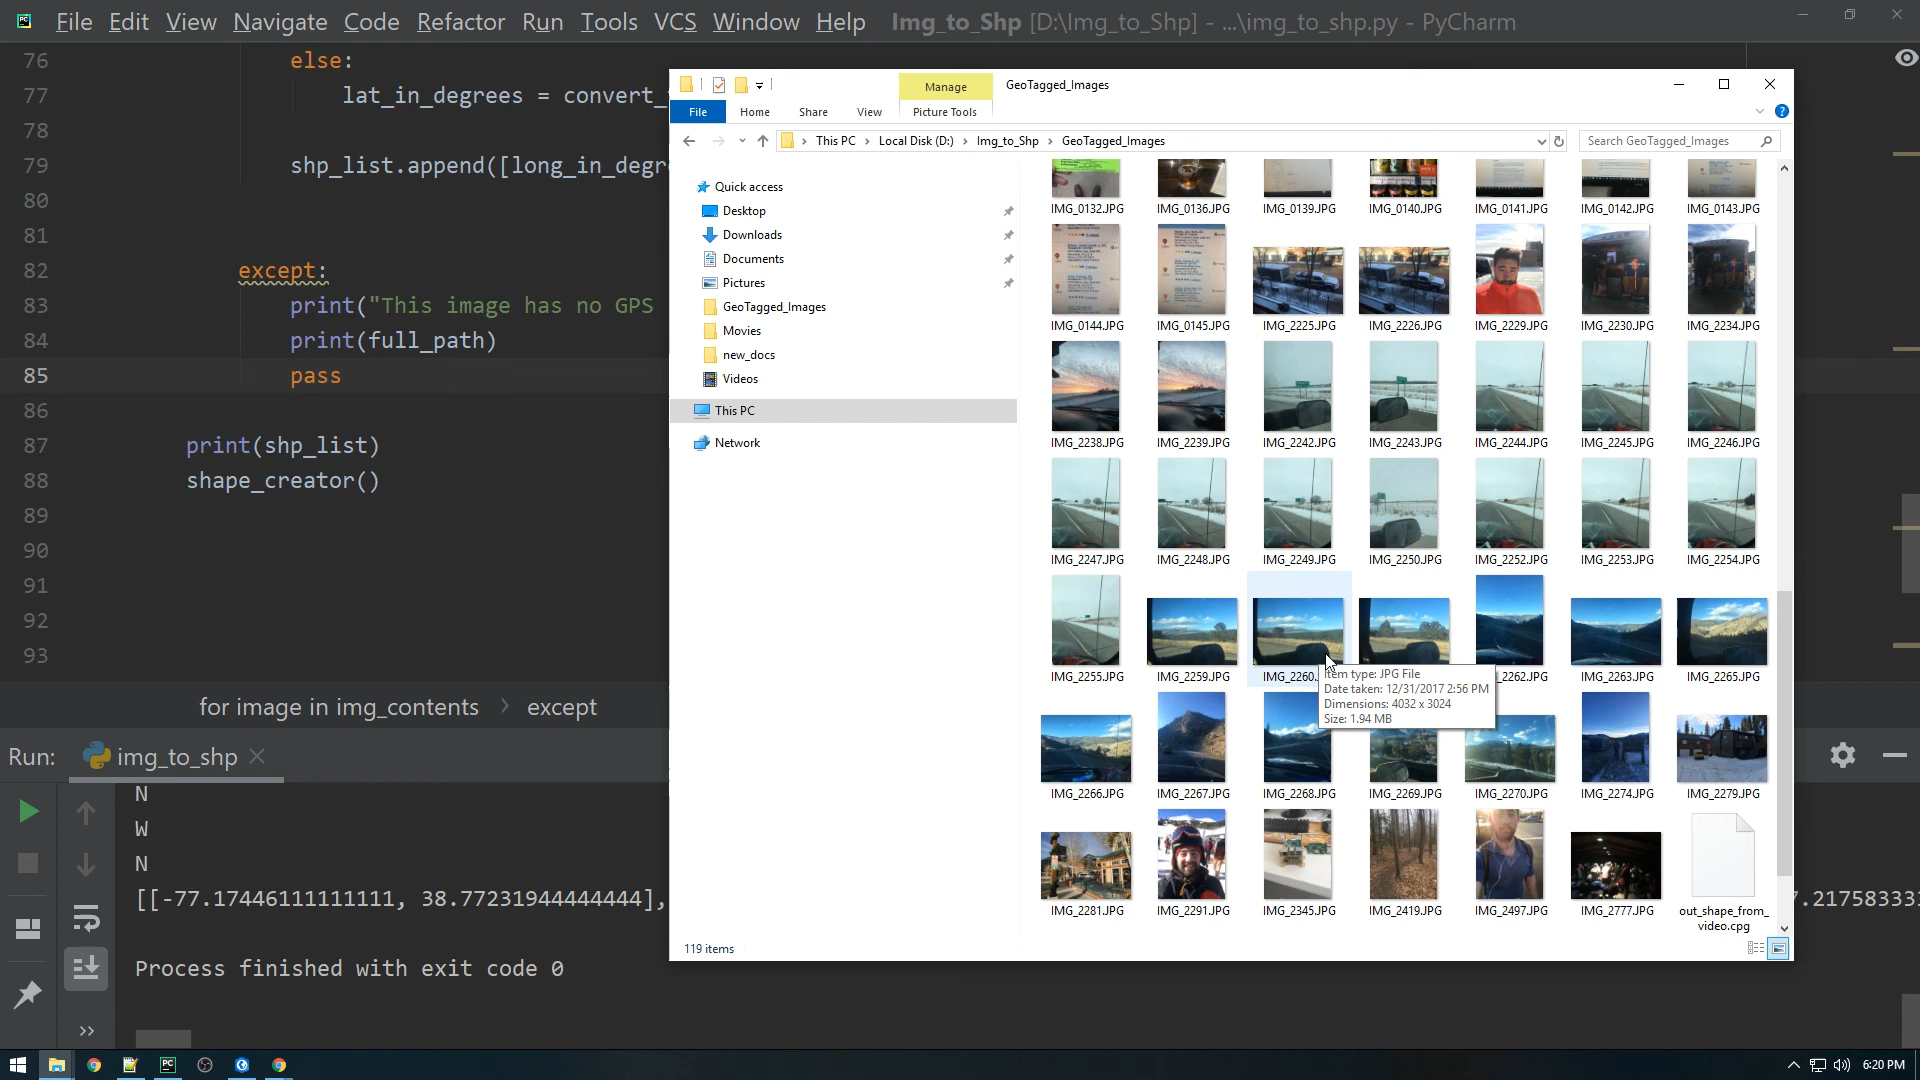 File Edit View Navigate Code Refactor Run Tools VCS Window Help Img_to_Shp [D:\Img_to_Shp] - ...\img_to_shp.py - PyCharm
76 else:
77 lat_in_degrees = convert_
78
79 shp_list.append([long_in_degr
80
81
82 except:
83 print("This image has no GPS
84 print(full_path)
85 pass
86
87 print(shp_list)
88 shape_creator()
89
90
91
92
93
for image in img_contents > except
Run: img_to_shp
N
W
N
[[-77.17446111111111, 38.77231944444444],
7.217583333
Process finished with exit code 0
Manage GeoTagged_Images
File Home Share View Picture Tools
This PC > Local Disk (D:) > Img_to_Shp > GeoTagged_Images
Search GeoTagged_Images
Quick access
Desktop
Downloads
Documents
Pictures
GeoTagged_Images
Movies
new_docs
Videos
This PC
Network
IMG_0132.JPG IMG_0136.JPG IMG_0139.JPG IMG_0140.JPG IMG_0141.JPG IMG_0142.JPG IMG_0143.JPG
IMG_0144.JPG IMG_0145.JPG IMG_2225.JPG IMG_2226.JPG IMG_2229.JPG IMG_2230.JPG IMG_2234.JPG
IMG_2238.JPG IMG_2239.JPG IMG_2242.JPG IMG_2243.JPG IMG_2244.JPG IMG_2245.JPG IMG_2246.JPG
IMG_2247.JPG IMG_2248.JPG IMG_2249.JPG IMG_2250.JPG IMG_2252.JPG IMG_2253.JPG IMG_2254.JPG
IMG_2255.JPG IMG_2259.JPG IMG_2260. _2262.JPG IMG_2263.JPG IMG_2265.JPG
Item type: JPG File
Date taken: 12/31/2017 2:56 PM
Dimensions: 4032 x 3024
Size: 1.94 MB
IMG_2266.JPG IMG_2267.JPG IMG_2268.JPG IMG_2269.JPG IMG_2270.JPG IMG_2274.JPG IMG_2279.JPG
IMG_2281.JPG IMG_2291.JPG IMG_2345.JPG IMG_2419.JPG IMG_2497.JPG IMG_2777.JPG out_shape_from_
video.cpg
119 items
6:20 PM